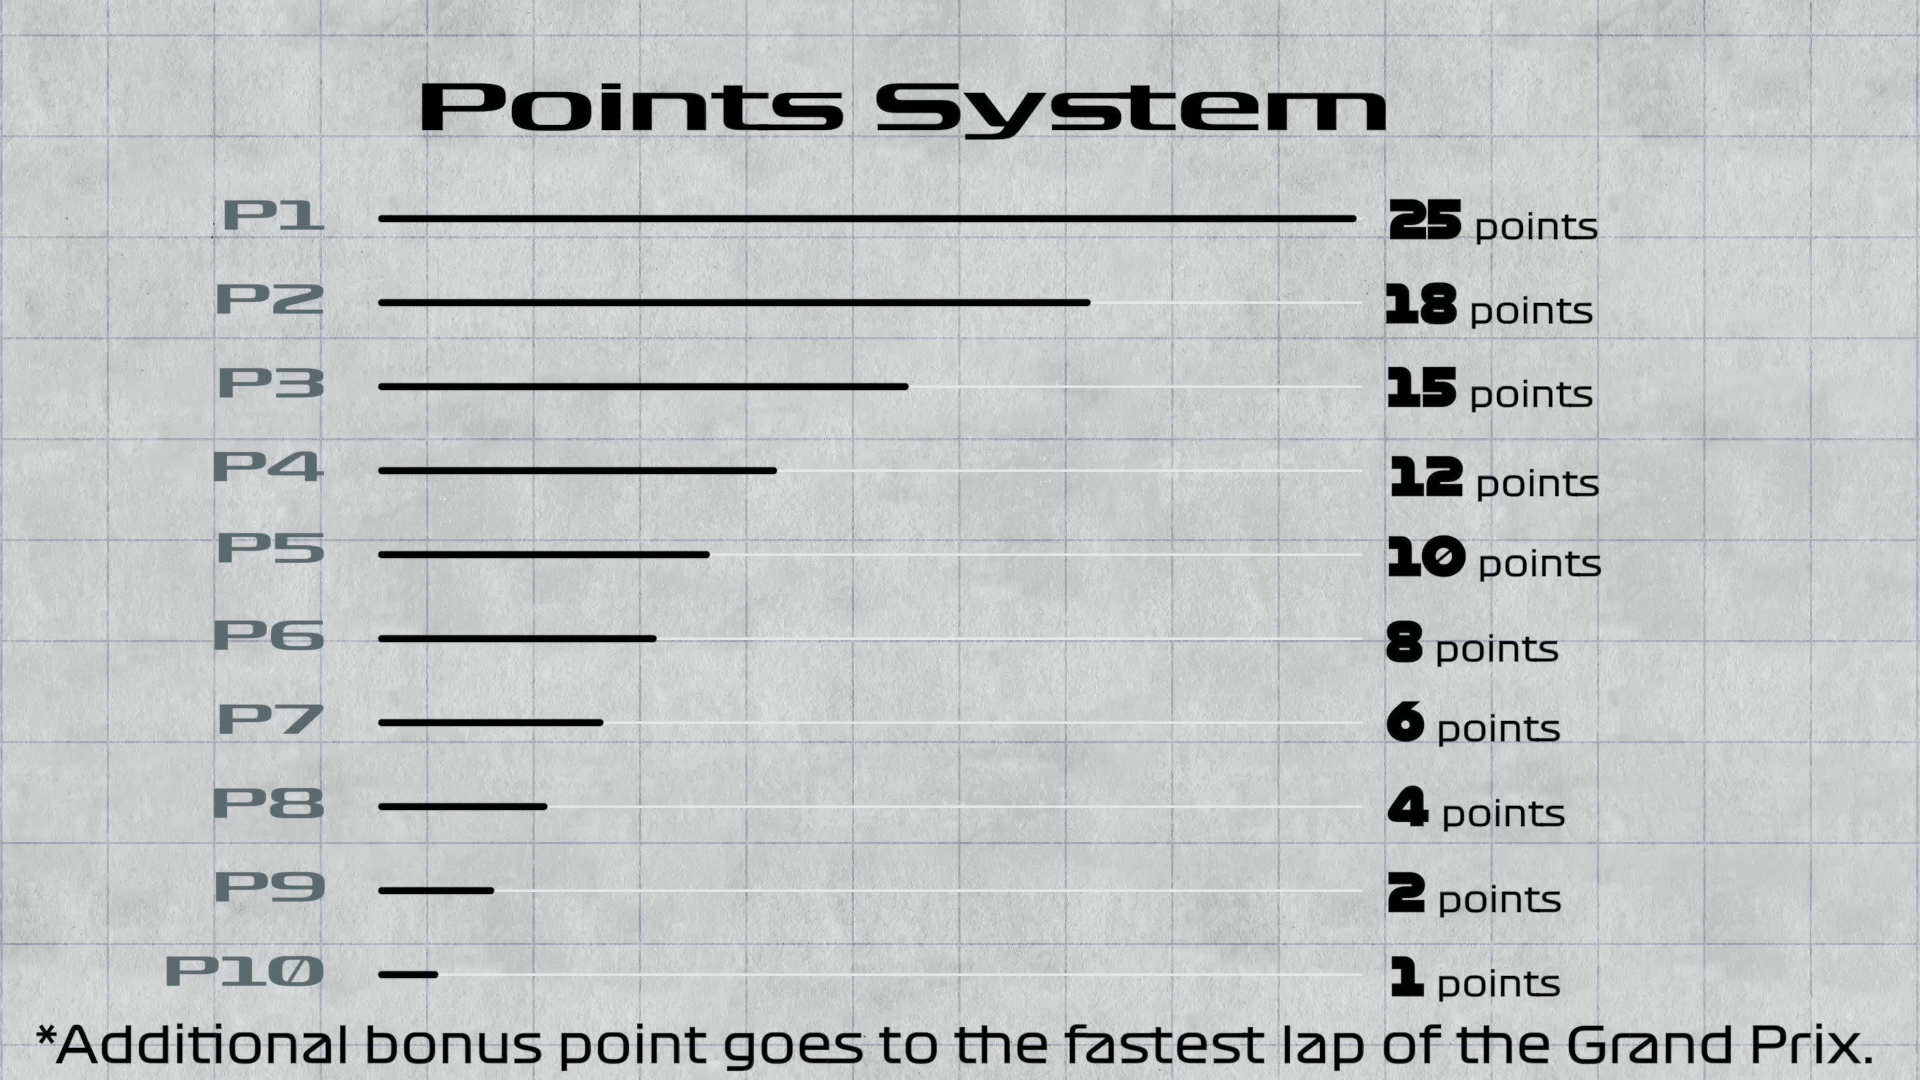 Points System
P1 25 points
P2 18 points
P3 15 points
P4 12 points
P5 10 points
P6 8 points
P7 6 points
P8 4 points
P9 2 points
P10 1 points
*Additional bonus point goes to the fastest lap of the Grand Prix.